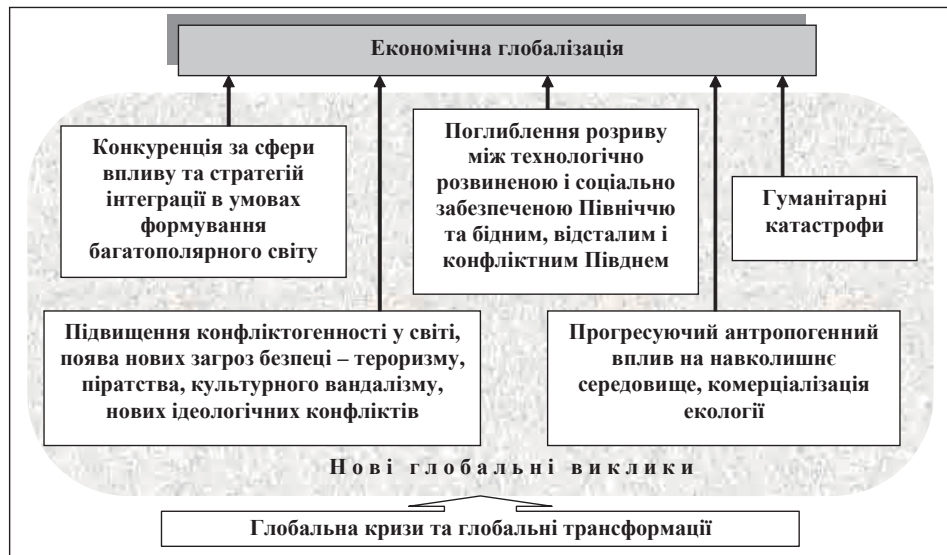 Економічна глобалізація
Конкуренція за сфери
впливу та стратегій
інтеграції в умовах
формування
багатополярного світу
Поглиблення розриву
між технологічно
розвиненою і соціально
забезпеченою Північчю
та бідним, відсталим і
конфліктним Півднем
Гуманітарні
катастрофи
Підвищення конфліктогенності у світі,
поява нових загроз безпеці – тероризму,
піратства, культурного вандалізму,
нових ідеологічних конфліктів
Прогресуючий антропогенний
вплив на навколишнє
середовище, комерціалізація
екології
Нові глобальні виклики
Глобальна кризи та глобальні трансформації